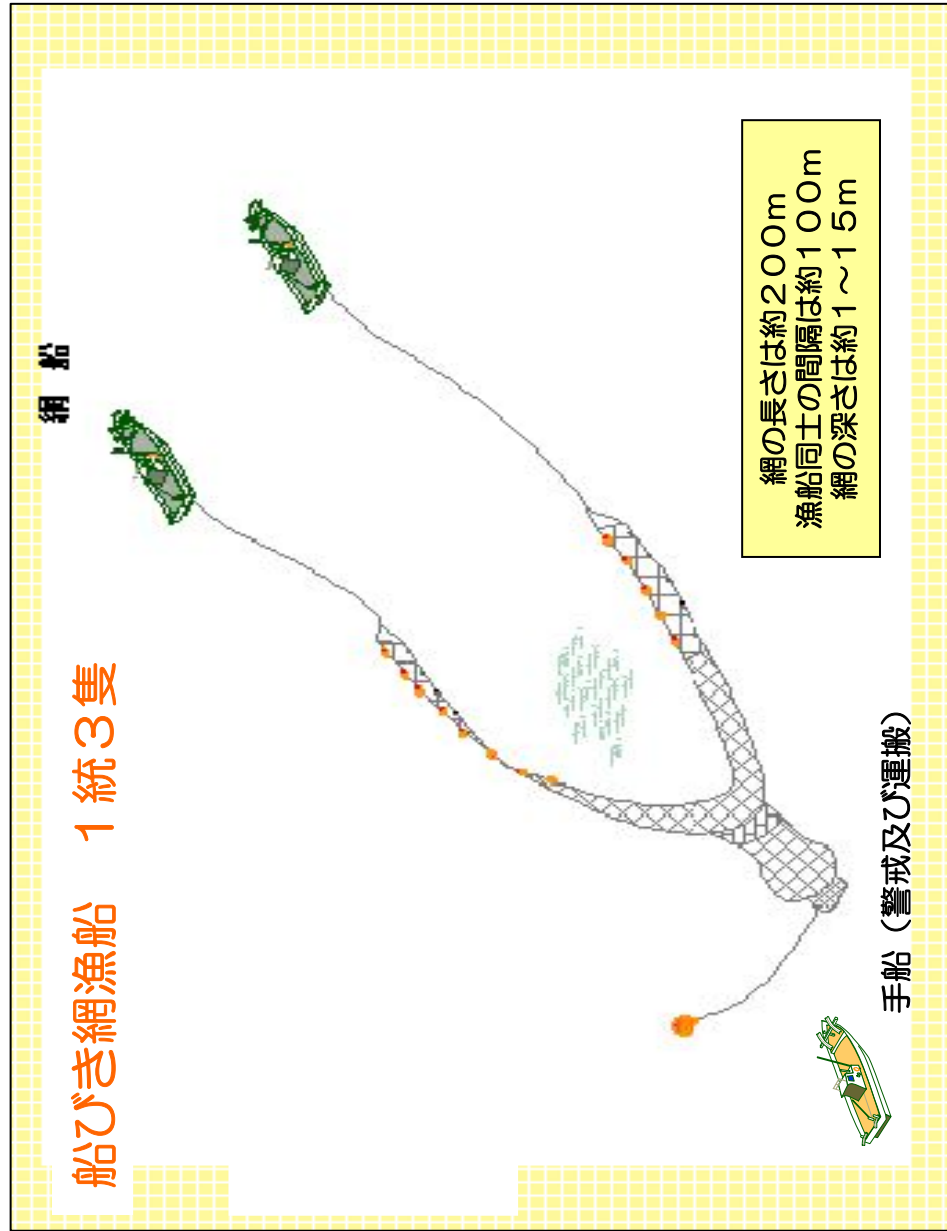 船びき網漁船　１統３隻
網　船
網の長さは約２００ｍ
漁船同士の間隔は約１００ｍ
網の深さは約１～１５ｍ
手船（警戒及び運搬）